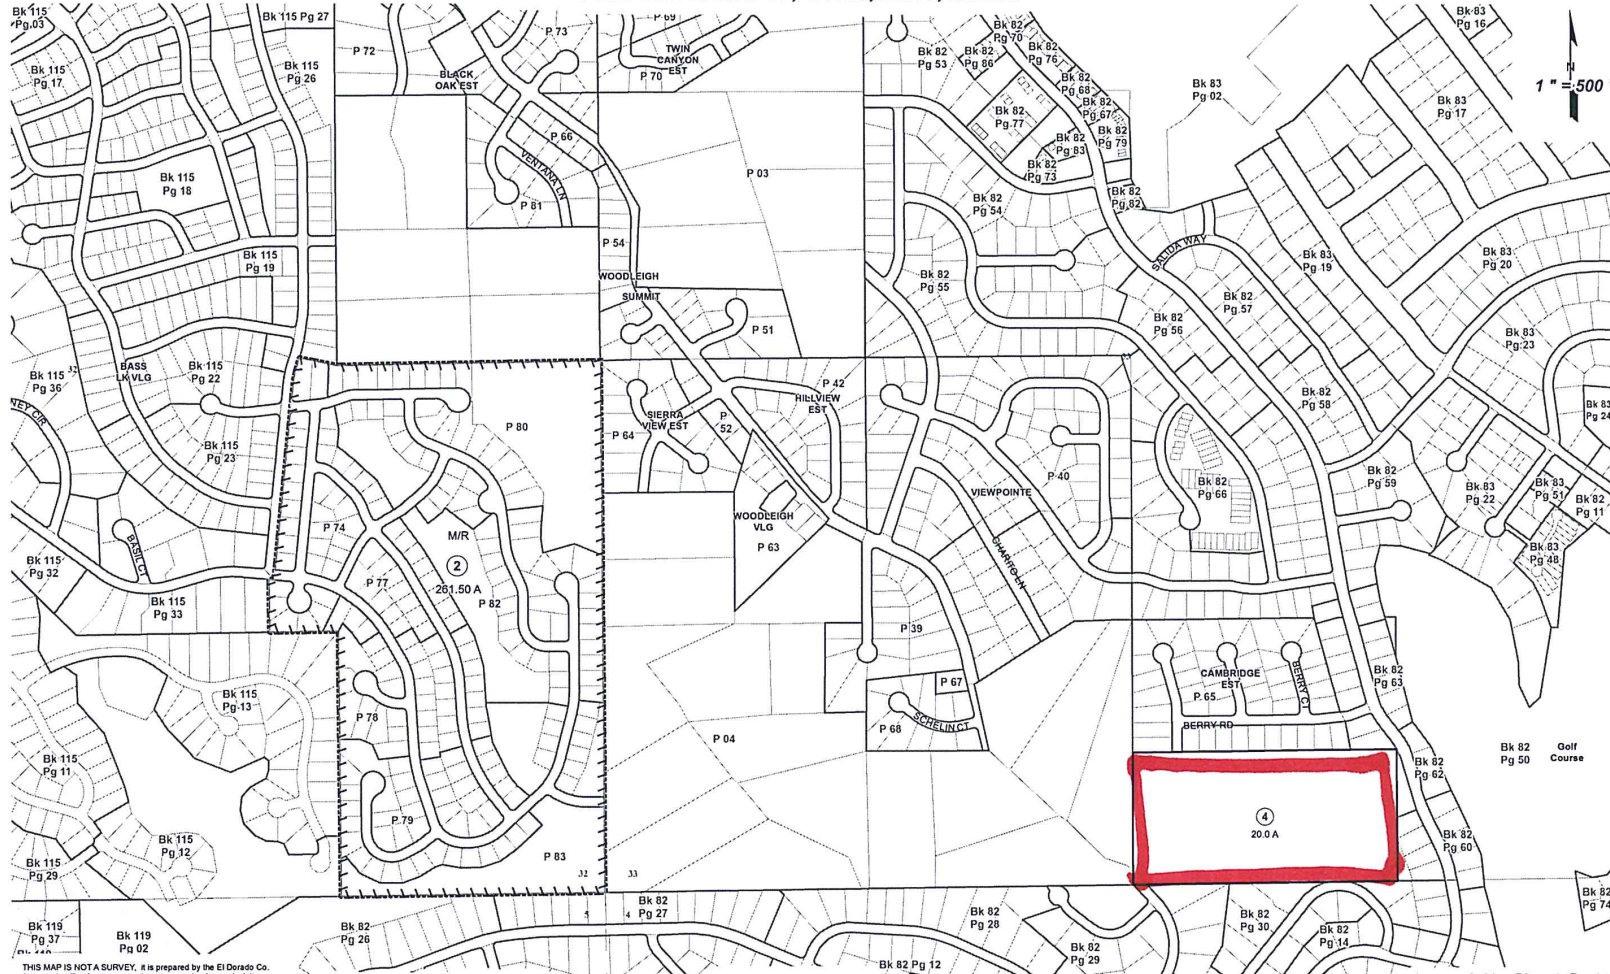 Bk 115
Pg 03
Bk 115 Pg 27
P 72
P 73
P 69
TWIN
CANYON
EST
P 70
BLACK
OAK EST
Bk 82
Pg 53
Bk 82
Pg 86
Bk 82
Pg 70
Bk 82
Pg 76
Bk 82
Pg 68
Bk 82
Pg 67
Bk 82
Pg 79
Bk 82
Pg 77
Bk 82
Pg 83
Bk 82
Pg 73
Bk 82
Pg 82
Bk 83
Pg 02
Bk 83
Pg 16
Bk 83
Pg 17
N
1 " = 500 '
Bk 115
Pg 17
Bk 115
Pg 26
P 66
VENTANA LN
P 81
P 03
Bk 115
Pg 18
Bk 82
Pg 54
P 54
WOODLEIGH
SUMMIT
P 51
Bk 115
Pg 19
Bk 82
Pg 55
SALIDA WAY
Bk 83
Pg 19
Bk 83
Pg 20
Bk 82
Pg 57
Bk 82
Pg 56
Bk 83
Pg 23
Bk 115
Pg 36
32
BASS
LK VLG
Bk 115
Pg 22
Bk 115
Pg 23
NEY CIR
P 80
P 64
SIERRA
VIEW EST
P
52
P 42
HILLVIEW
EST
33
Bk 82
Pg 58
Bk 83
Pg 24
P 40
VIEWPOINTE
Bk 82
Pg 66
Bk 82
Pg 59
Bk 83
Pg 22
Bk 83
Pg 51
Bk 82
Pg 11
Bk 83
Pg 48
P 74
M/R
2
261.50 A
P 82
P 77
WOODLEIGH
VLG
P 63
CHARITO LN
BASIL CT
Bk 115
Pg 32
Bk 115
Pg 33
P 39
P 67
P 68
SCHELIN CT
CAMBRIDGE
EST
P 65
BERRY CT
BERRY RD
Bk 82
Pg 63
Bk 115
Pg 13
P 78
P 04
Bk 115
Pg 11
Bk 82
Pg 62
Bk 82
Pg 50
Golf
Course
P 79
4
20.0 A
Bk 82
Pg 60
Bk 115
Pg 12
Bk 115
Pg 29
P 83
32
33
Bk 82
Pg 74
5
4
Bk 82
Pg 27
Bk 119
Pg 37
Bk 119
Pg 02
Bk 82
Pg 26
Bk 82
Pg 28
Bk 82
Pg 29
Bk 82
Pg 30
Bk 82
Pg 14
Bk 82 Pg 12
THIS MAP IS NOT A SURVEY, it is prepared by the El Dorado Co.